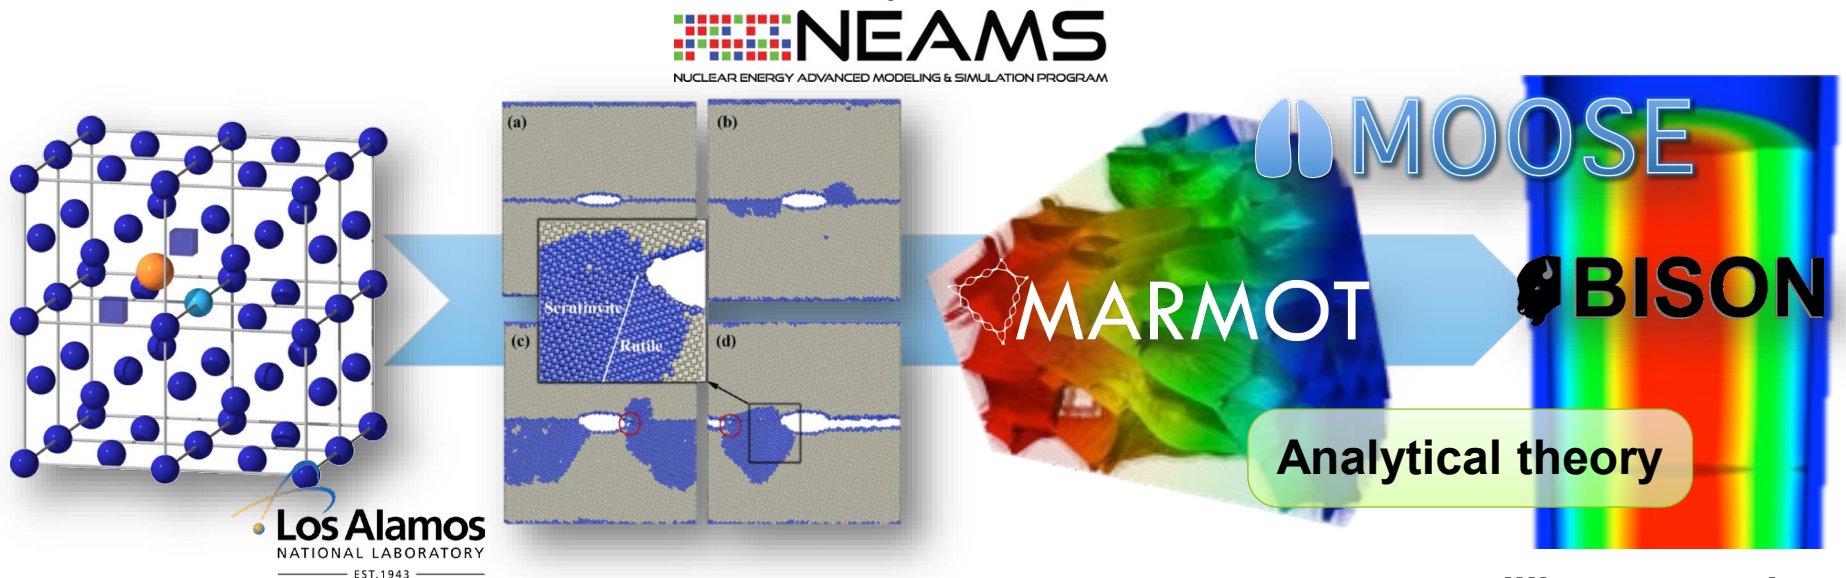 NEAMS
NUCLEAR ENERGY ADVANCED MODELING & SIMULATION PROGRAM
MOOSE
(a)
(b)
MARMOT
BISON
Scrutinyite
Rutile
(c)
(d)
Analytical theory
Los Alamos
NATIONAL LABORATORY
EST.1943